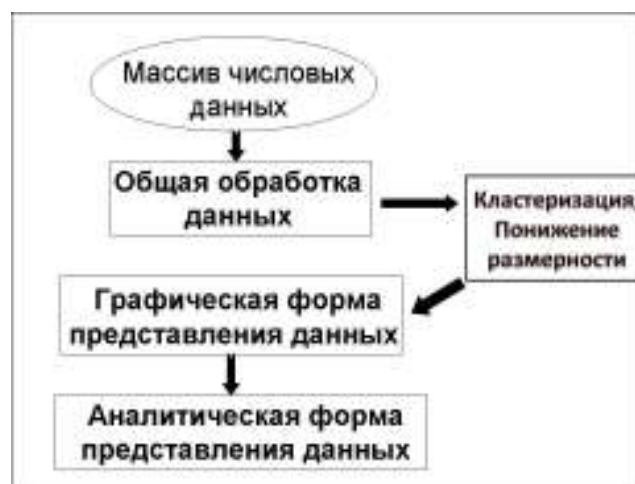 Массив числовых
данных
Общая обработка
данных
Кластеризация,
Понижение
размерности
Графическая форма
представления данных
Аналитическая форма
представления данных